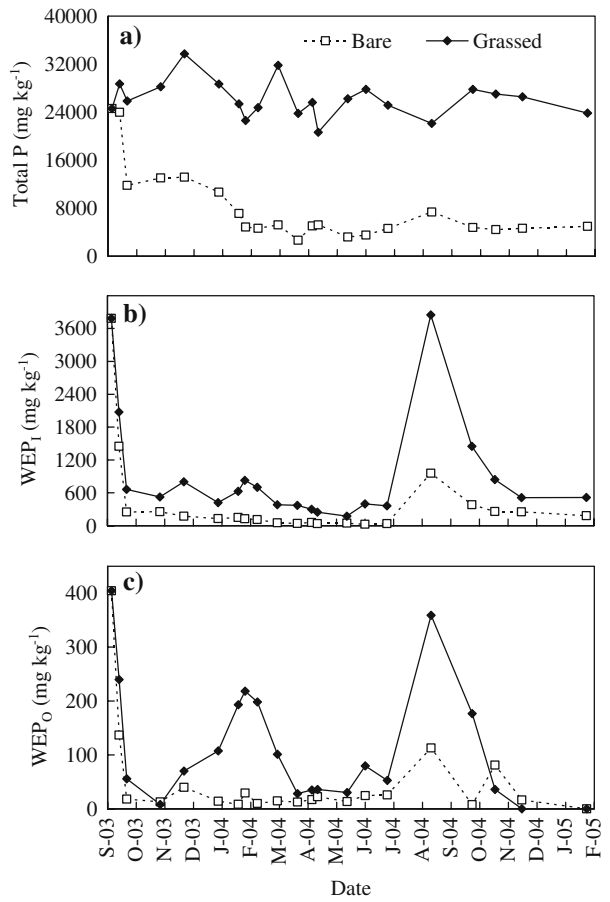 a)
Bare
Grassed
Total P (mg kg⁻¹)
40000
32000
24000
16000
8000
0
b)
WEP_I (mg kg⁻¹)
3600
3000
2400
1800
1200
600
0
c)
WEP_O (mg kg⁻¹)
400
300
200
100
0
S-03
O-03
N-03
D-03
J-04
F-04
M-04
A-04
M-04
J-04
J-04
A-04
S-04
O-04
N-04
D-04
J-05
F-05
Date